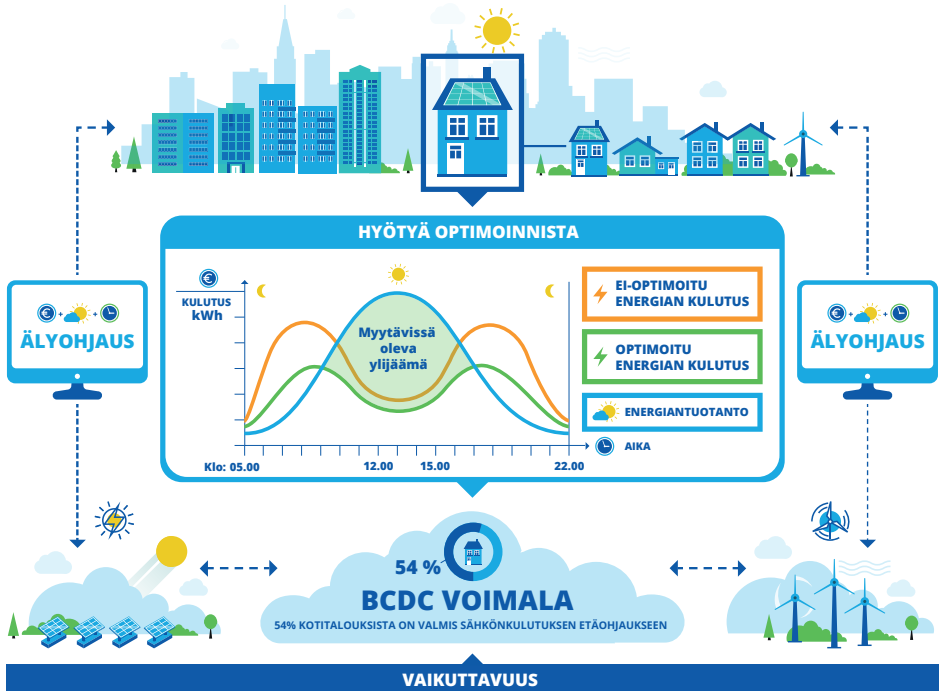 HYÖTYÄ OPTIMOINNISTA
€
KULUTUS
kWh
Myytävissä
oleva
ylijäämä
Klo: 05.00
12.00
15.00
22.00
EI-OPTIMOITU
ENERGIAN KULUTUS
OPTIMOITU
ENERGIAN KULUTUS
ENERGIANTUOTANTO
AIKA
€ + +
ÄLYOHJAUS
€ + +
ÄLYOHJAUS
54 %
BCDC VOIMALA
54% KOTITALOUKSISTA ON VALMIS SÄHKÖNKULUTUKSEN ETÄOHJAUKSEEN
VAIKUTTAVUUS